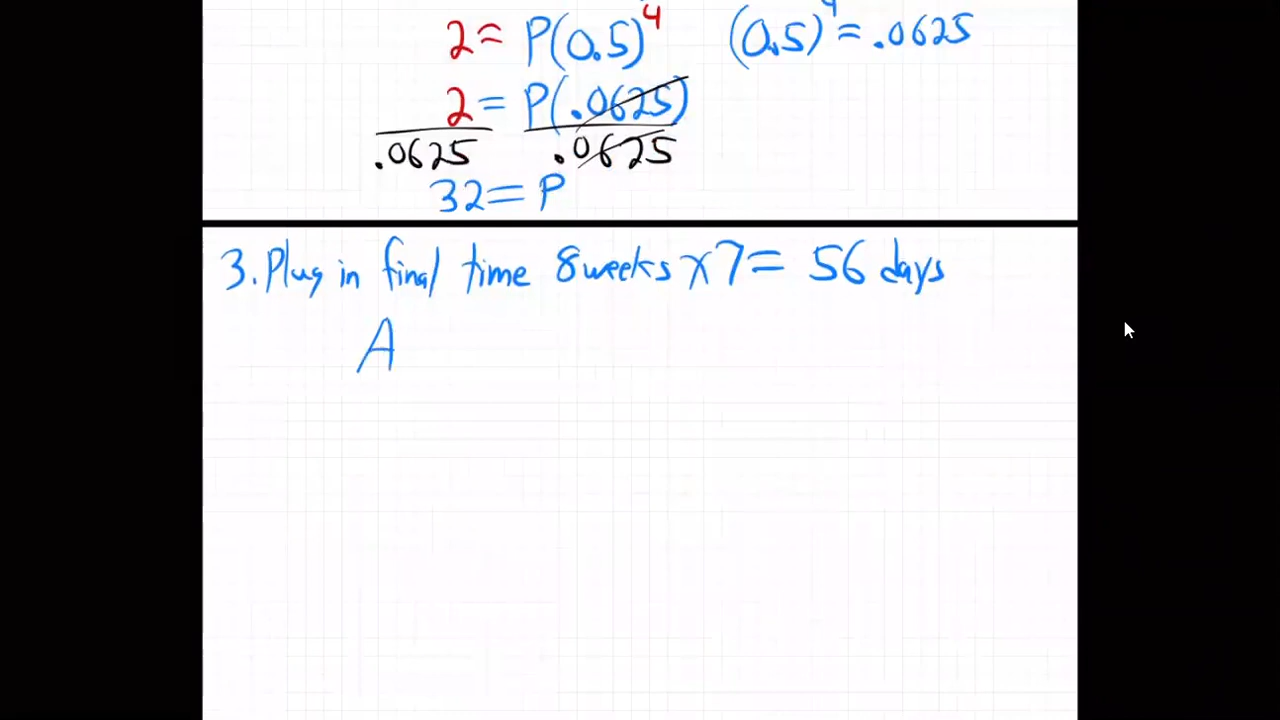 2 = P(0.5)^4 (0.5)^4 = .0625
2 = P(.0625)
.0625 .0625
32 = P
3. Plug in final time 8 weeks x 7 = 56 days
A